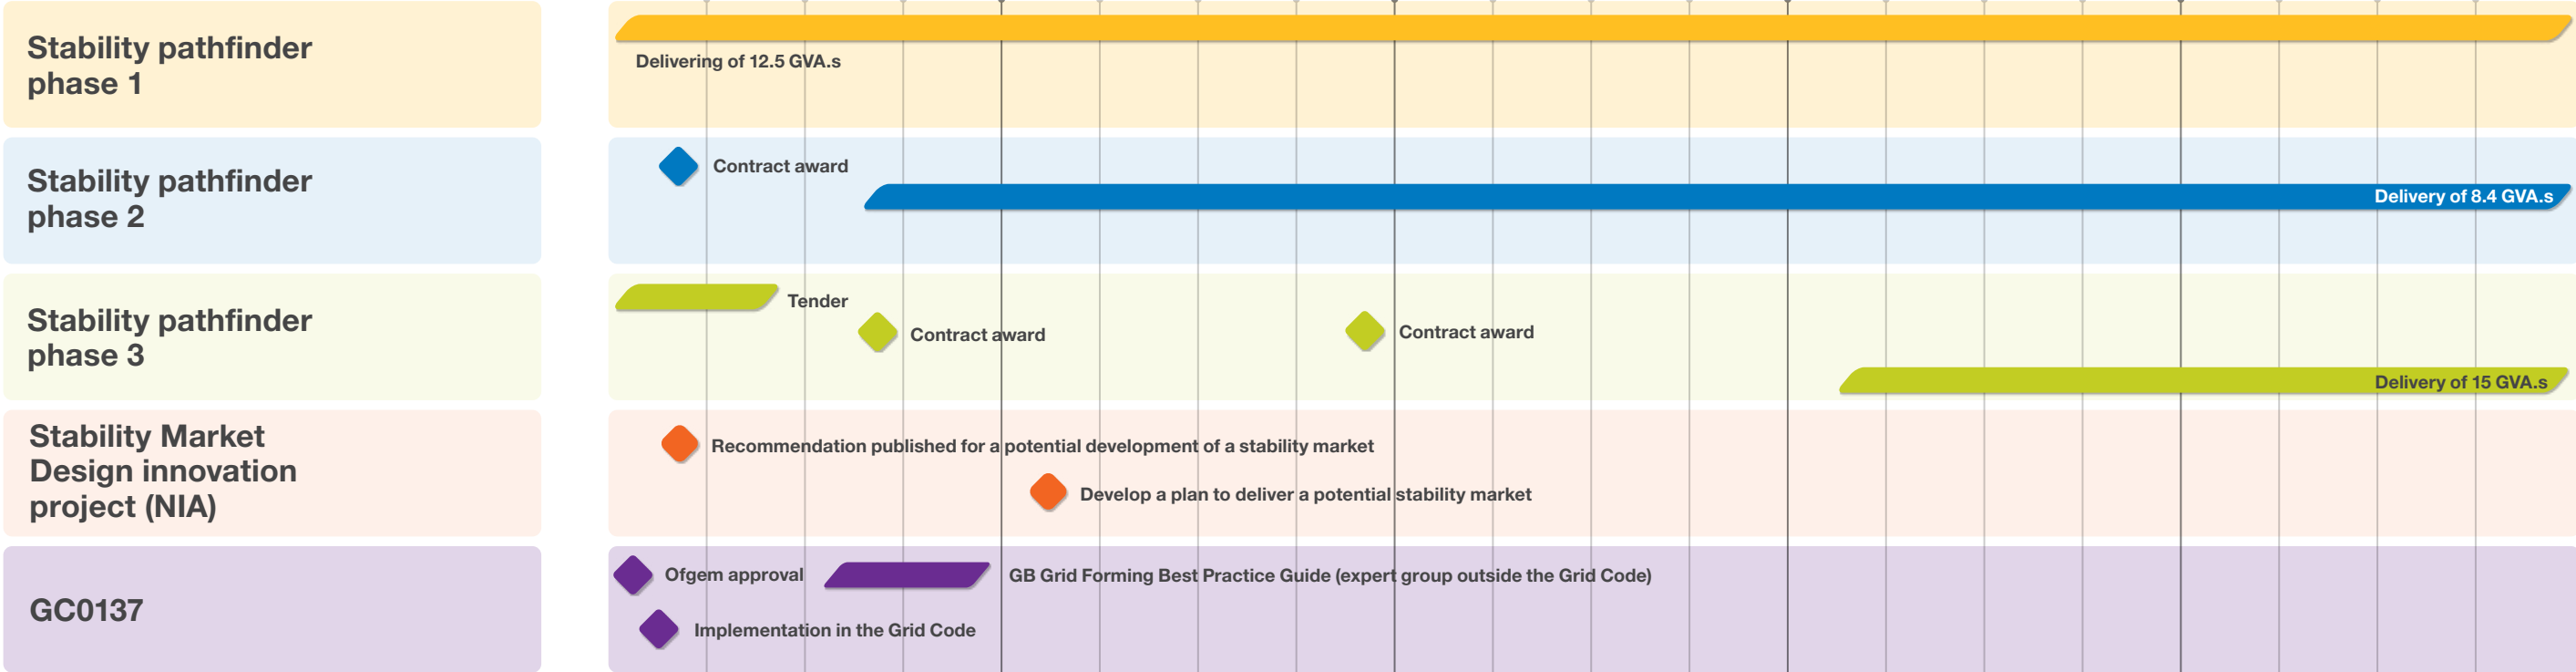 Stability pathfinder
phase 1
Delivering of 12.5 GVA.s
Stability pathfinder
phase 2
Contract award
Delivery of 8.4 GVA.s
Stability pathfinder
phase 3
Tender
Contract award
Contract award
Delivery of 15 GVA.s
Stability Market
Design innovation
project (NIA)
Recommendation published for a potential development of a stability market
Develop a plan to deliver a potential stability market
GC0137
Ofgem approval
GB Grid Forming Best Practice Guide (expert group outside the Grid Code)
Implementation in the Grid Code